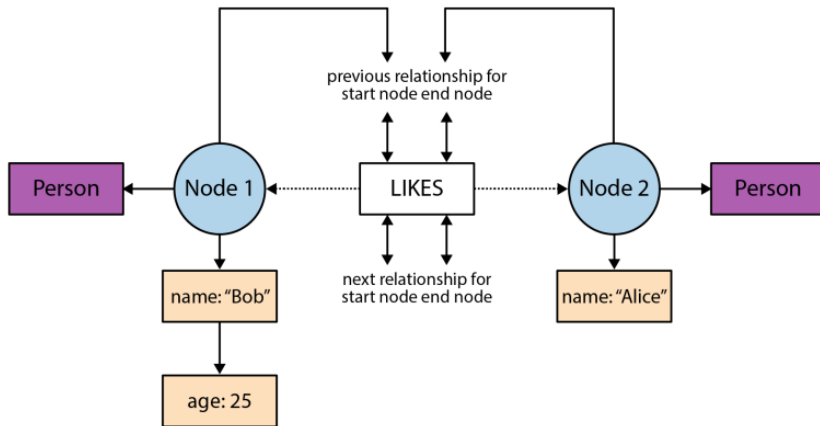 previous relationship for
start node end node
Person
Node 1
LIKES
Node 2
Person
name: “Bob”
next relationship for
start node end node
name: “Alice”
age: 25